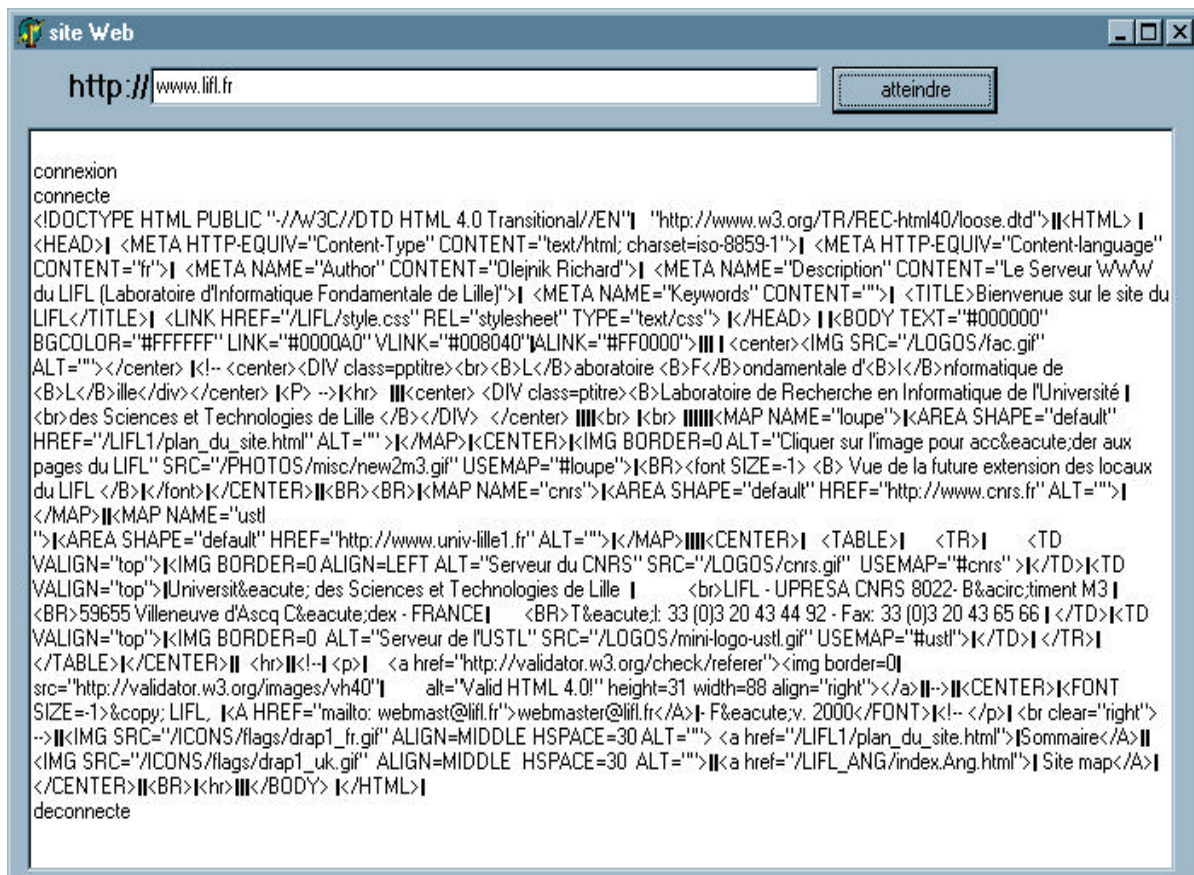 site Web
http://www.lifl.fr
atteindre
connexion
connecte
<!DOCTYPE HTML PUBLIC "-//W3C//DTD HTML 4.0 Transitional//EN"| "http://www.w3.org/TR/REC-html40/loose.dtd">||<HTML> |
<HEAD>| <META HTTP-EQUIV="Content-Type" CONTENT="text/html; charset=iso-8859-1">| <META HTTP-EQUIV="Content-language"
CONTENT="fr">| <META NAME="Author" CONTENT="Olejnik Richard">| <META NAME="Description" CONTENT="Le Serveur WWW
du LIFL (Laboratoire d'Informatique Fondamentale de Lille)">| <META NAME="Keywords" CONTENT="">| <TITLE>Bienvenue sur le site du
LIFL</TITLE>| <LINK HREF="/LIFL/style.css" REL="stylesheet" TYPE="text/css"> |</HEAD> | |<BODY TEXT="#000000"
BGCOLOR="#FFFFFF" LINK="#0000A0" VLINK="#008040"|ALINK="#FF0000">||| | <center><IMG SRC="/LOGOS/fac.gif"
ALT=""></center> |<!-- <center><DIV class=pptitre><br><B>L</B>aboratoire <B>F</B>ondamentale d'<B>I</B>nformatique de
<B>L</B>ille</div></center> |<P> -->|<hr> |||<center> <DIV class=ptitre><B>Laboratoire de Recherche en Informatique de l'Université |
<br>des Sciences et Technologies de Lille </B></DIV> </center> ||||<br> |<br> ||||||<MAP NAME="loupe">|<AREA SHAPE="default"
HREF="/LIFL1/plan_du_site.html" ALT="" >|</MAP>|<CENTER>|<IMG BORDER=0 ALT="Cliquer sur l'image pour acc&eacute;der aux
pages du LIFL" SRC="/PHOTOS/misc/new2m3.gif" USEMAP="#loupe">|<BR><font SIZE=-1> <B> Vue de la future extension des locaux
du LIFL </B>|</font>|</CENTER>||<BR><BR>|<MAP NAME="cnrs">|<AREA SHAPE="default" HREF="http://www.cnrs.fr" ALT="">|
</MAP>||<MAP NAME="ustl
">|<AREA SHAPE="default" HREF="http://www.univ-lille1.fr" ALT="">|</MAP>||||<CENTER>| <TABLE>| <TR>| <TD
VALIGN="top">|<IMG BORDER=0 ALIGN=LEFT ALT="Serveur du CNRS" SRC="/LOGOS/cnrs.gif" USEMAP="#cnrs" >|</TD>|<TD
VALIGN="top">|Universit&eacute; des Sciences et Technologies de Lille | <br>LIFL - UPRESA CNRS 8022- B&acirc;timent M3 |
<BR>59655 Villeneuve d'Ascq C&eacute;dex - FRANCE| <BR>T&eacute;l: 33 (0)3 20 43 44 92 - Fax: 33 (0)3 20 43 65 66 | </TD>|<TD
VALIGN="top">|<IMG BORDER=0 ALT="Serveur de l'USTL" SRC="/LOGOS/mini-logo-ustl.gif" USEMAP="#ustl">|</TD>| </TR>|
</TABLE>|</CENTER>|| <hr>||<!--| <p>| <a href="http://validator.w3.org/check/referer"><img border=0|
src="http://validator.w3.org/images/vh40"| alt="Valid HTML 4.0!" height=31 width=88 align="right"></a>||-->||<CENTER>|<FONT
SIZE=-1>&copy; LIFL, |<A HREF="mailto: webmast@lifl.fr">webmaster@lifl.fr</A>|- F&eacute;v. 2000</FONT>|<!-- </p>| <br clear="right">
-->||<IMG SRC="/ICONS/flags/drap1_fr.gif" ALIGN=MIDDLE HSPACE=30 ALT=""> <a href="/LIFL1/plan_du_site.html">|Sommaire</A>||
<IMG SRC="/ICONS/flags/drap1_uk.gif" ALIGN=MIDDLE HSPACE=30 ALT="">||<a href="/LIFL_ANG/index.Ang.html">| Site map</A>|
</CENTER>||<BR>|<hr>|||</BODY> |</HTML>|
deconnecte